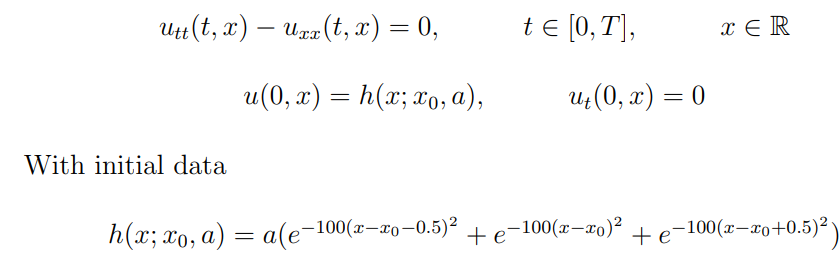 u_{tt}(t, x) − u_{xx}(t, x) = 0, t ∈ [0, T], x ∈ ℝ
u(0, x) = h(x; x_0, a), u_t(0, x) = 0
With initial data
h(x; x_0, a) = a(e^{−100(x−x_0−0.5)^2} + e^{−100(x−x_0)^2} + e^{−100(x−x_0+0.5)^2})